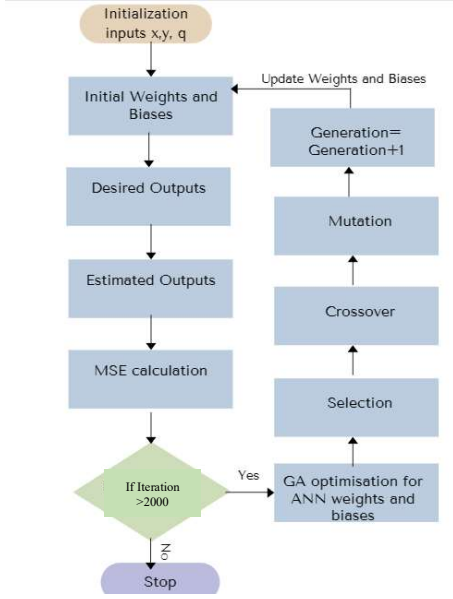 Initialization
inputs x,y, q
Initial Weights and
Biases
Desired Outputs
Estimated Outputs
MSE calculation
If Iteration
>2000
Yes
No
Stop
GA optimisation for
ANN weights and
biases
Selection
Crossover
Mutation
Generation=
Generation+1
Update Weights and Biases